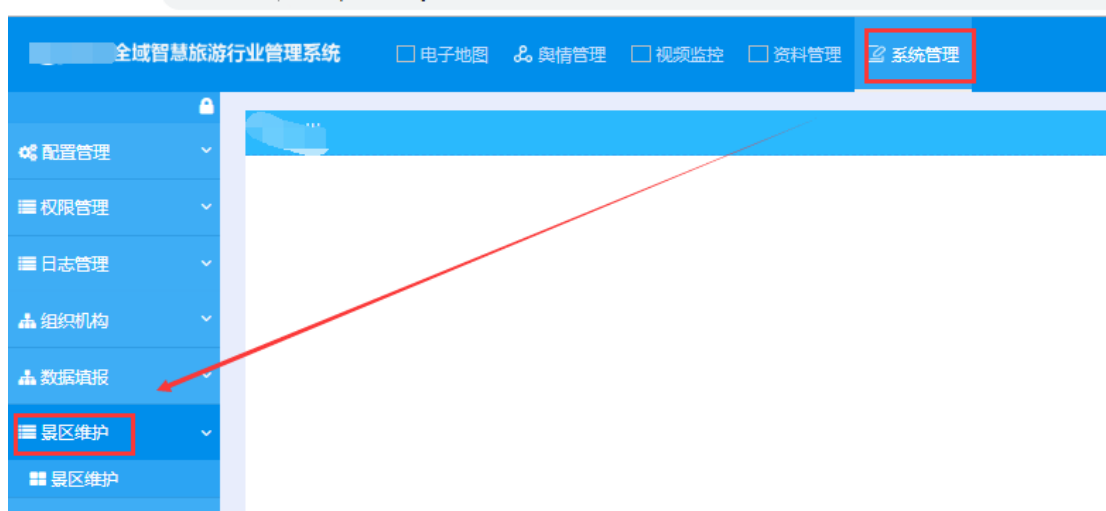 全域智慧旅游行业管理系统 电子地图 舆情管理 视频监控 资料管理 系统管理
配置管理
权限管理
日志管理
组织机构
数据填报
景区维护
景区维护